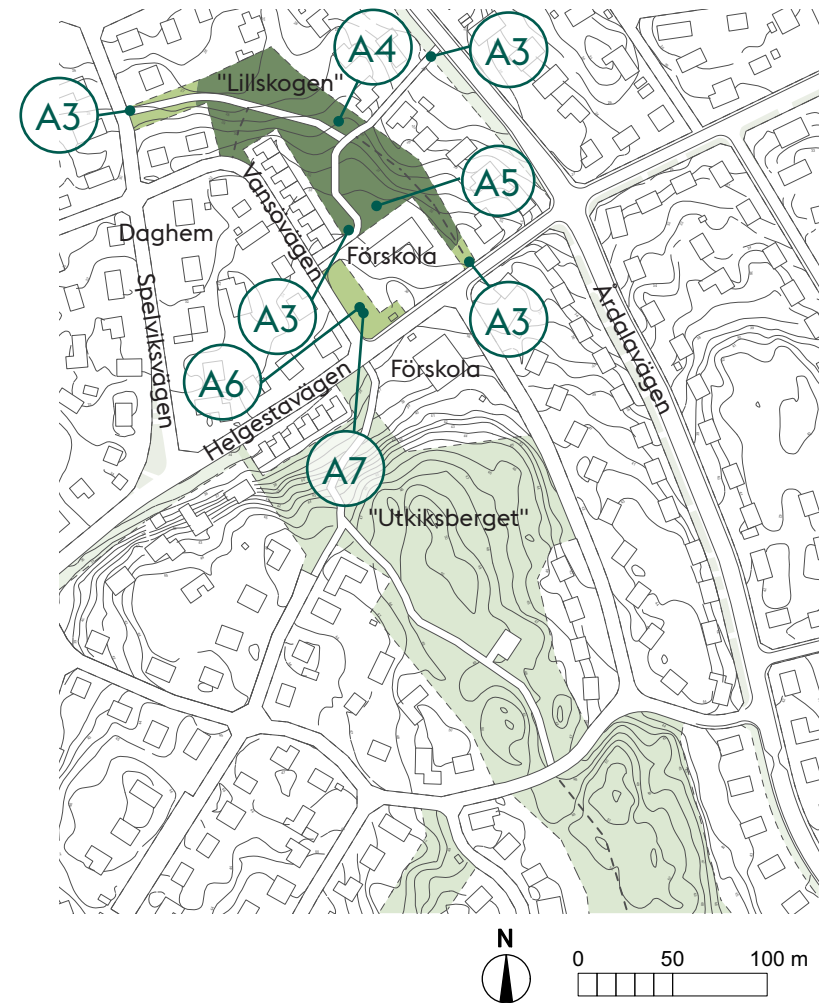 A4
A3
"Lillskogen"
A3
A5
Vansövägen
Daghem
Förskola
Spelviksvägen
A3
A3
Årdalavägen
A6
Förskola
Helgestavägen
A7
"Utkiksberget"
N
0 50 100 m